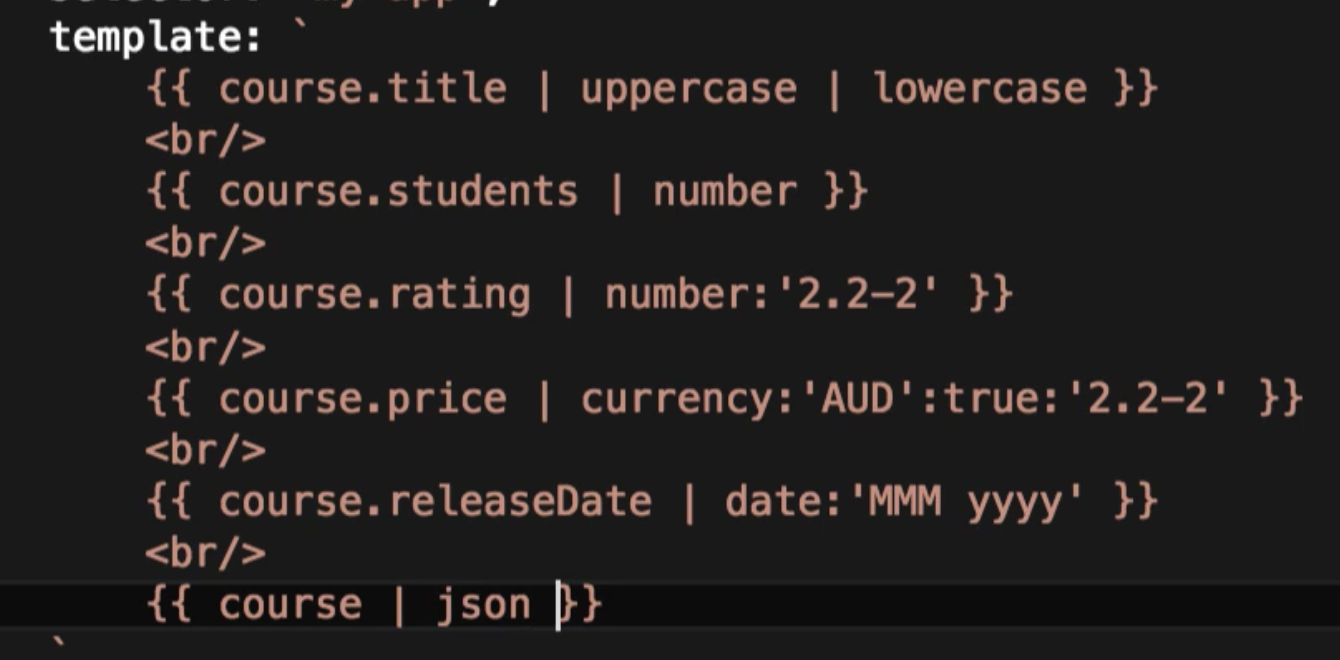 template: `
{{ course.title | uppercase | lowercase }}
<br/>
{{ course.students | number }}
<br/>
{{ course.rating | number:'2.2-2' }}
<br/>
{{ course.price | currency:'AUD':true:'2.2-2' }}
<br/>
{{ course.releaseDate | date:'MMM yyyy' }}
<br/>
{{ course | json }}
`